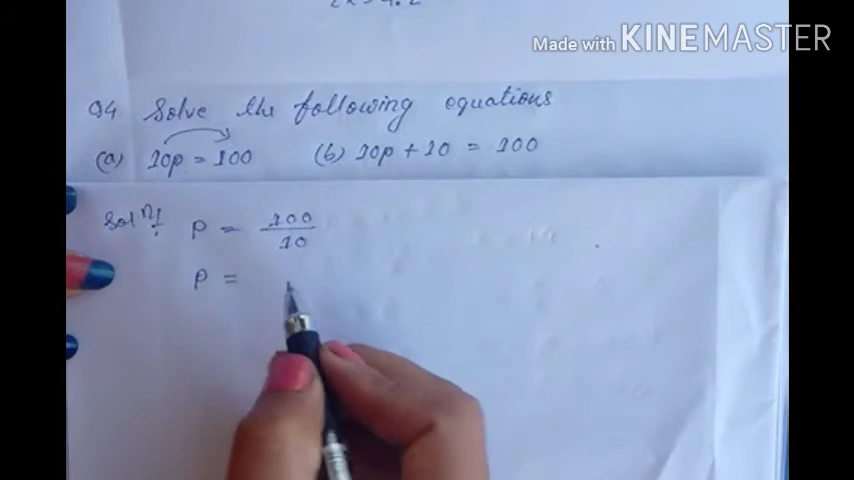 Made with KINEMASTER
Q4 Solve the following equations
(a) 10p = 100 (b) 10p + 10 = 100
Solⁿ: P = 100/10
P =